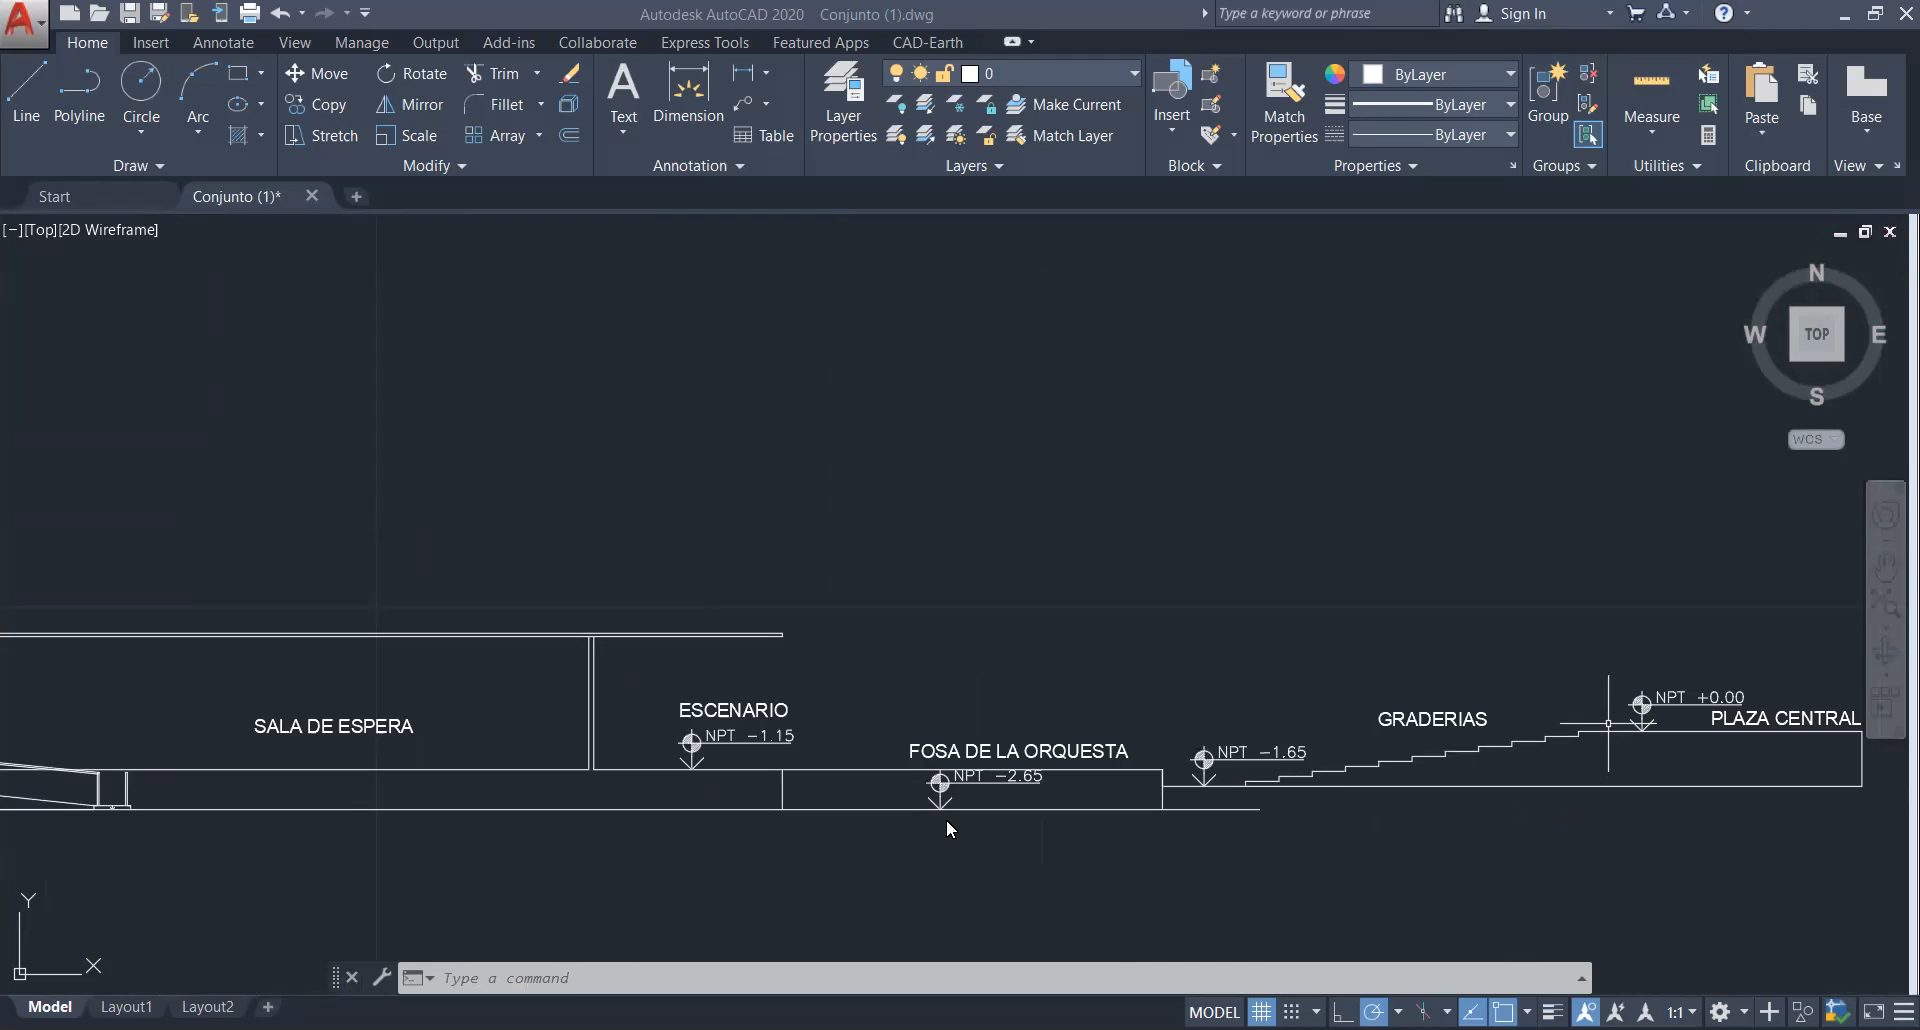 Autodesk AutoCAD 2020 Conjunto (1).dwg
Type a keyword or phrase
Sign In
Home Insert Annotate View Manage Output Add-ins Collaborate Express Tools Featured Apps CAD-Earth
Line Polyline Circle Arc
Draw
Move Rotate Trim
Copy Mirror Fillet
Stretch Scale Array
Modify
Text Dimension Table
Annotation
Layer Properties
0
Make Current
Match Layer
Layers
Insert
Block
Match Properties
ByLayer
ByLayer
ByLayer
Properties
Group
Groups
Measure
Utilities
Paste
Clipboard
Base
View
Start Conjunto (1)*
[−][Top][2D Wireframe]
N
W TOP E
S
WCS
SALA DE ESPERA
ESCENARIO
NPT −1.15
FOSA DE LA ORQUESTA
NPT −2.65
NPT −1.65
GRADERIAS
NPT +0.00
PLAZA CENTRAL
Y
X
Type a command
Model Layout1 Layout2
MODEL 1:1